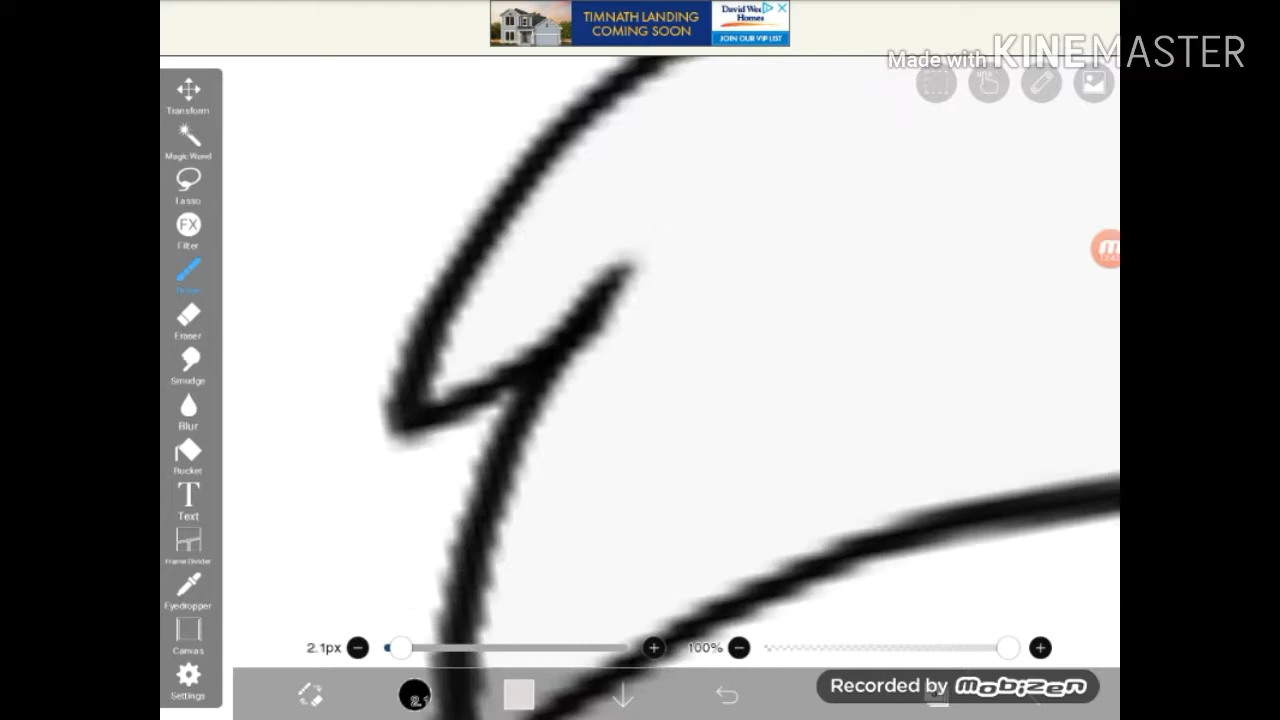 TIMNATH LANDING
COMING SOON
David Wee
Homes
JOIN OUR VIP LIST
Made with KINEMASTER
Transform
Magic Wand
Lasso
FX
Filter
Eraser
Smudge
Blur
Bucket
T
Text
Frame Divider
Eyedropper
Canvas
Settings
m
2.1px
100%
Recorded by mobizen